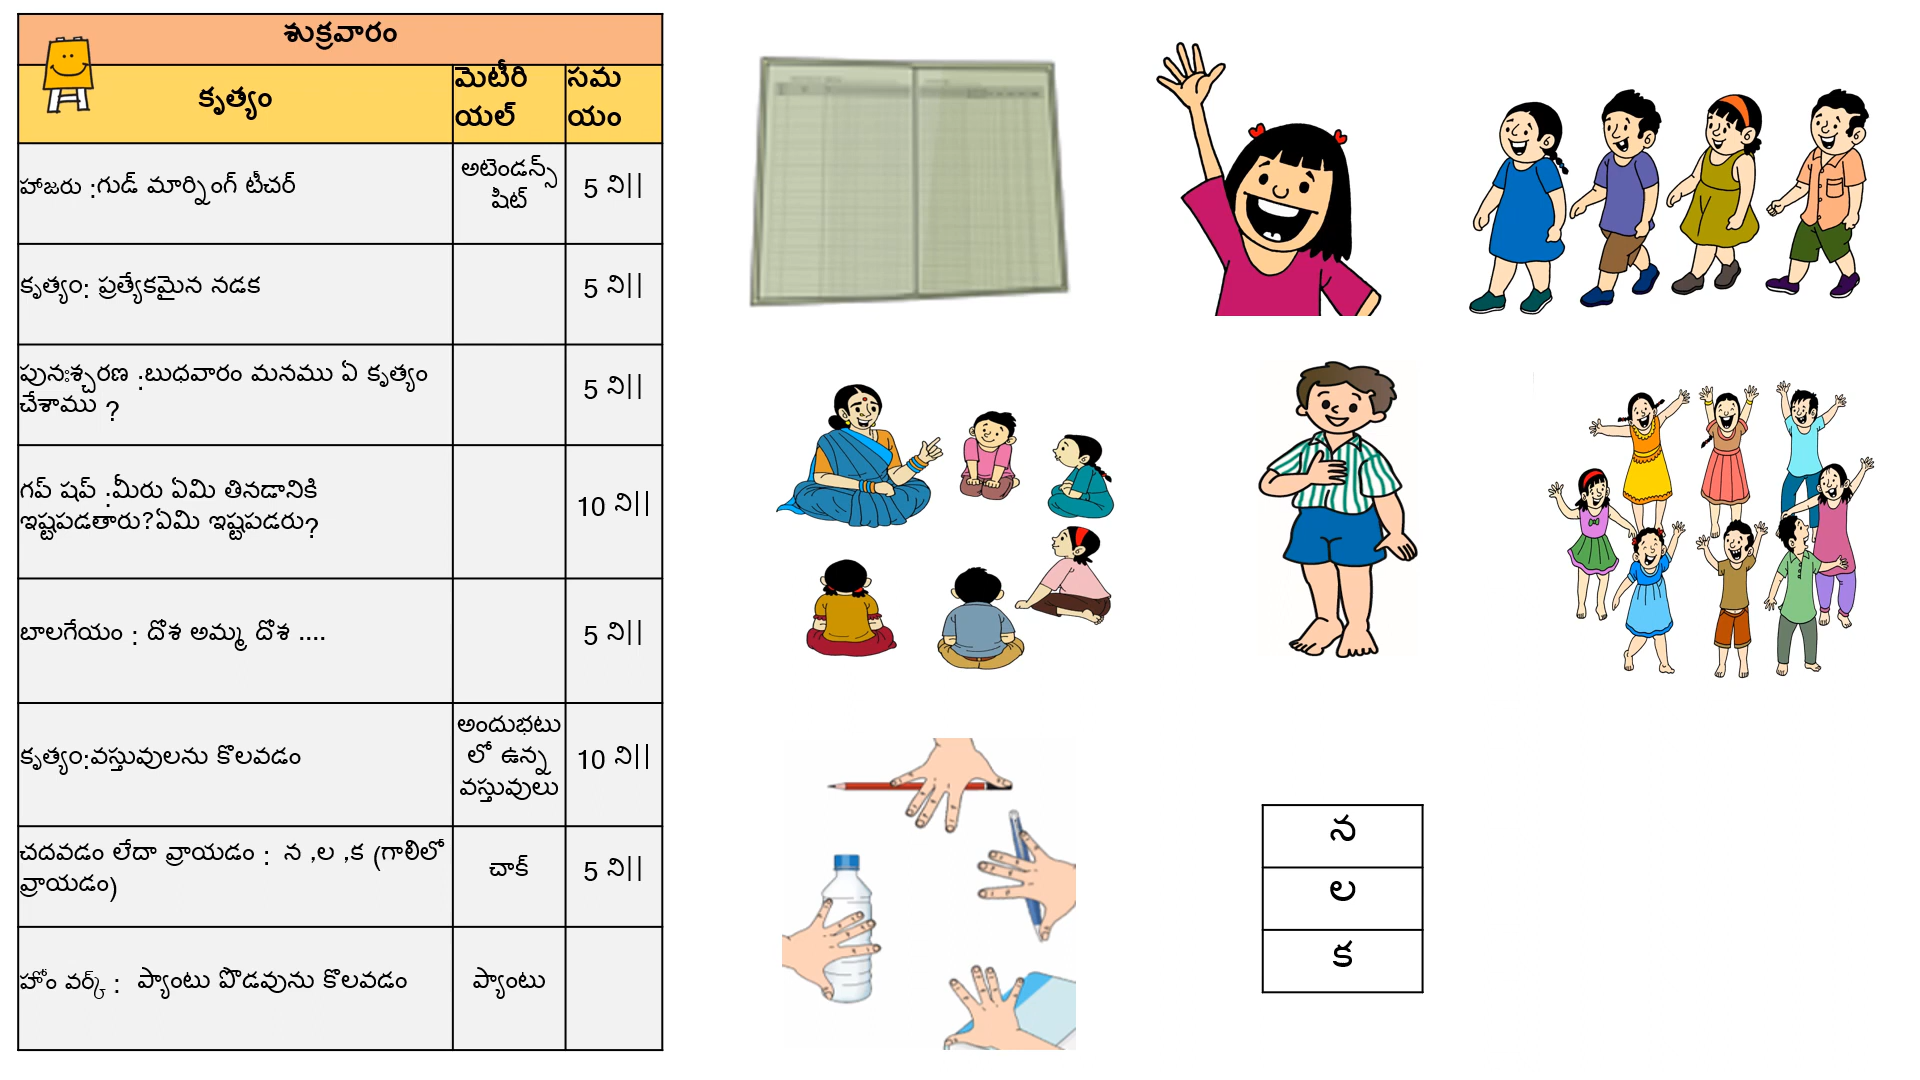 శుక్రవారం
కృత్యం
మెటీరి
యల్
సమ
యం
హాజరు :గుడ్ మార్నింగ్ టీచర్
అటెండన్స్
షీట్
5 ని||
కృత్యం: ప్రత్యేకమైన నడక
5 ని||
పునఃశ్చరణ :బుధవారం మనము ఏ కృత్యం
చేశాము ?
5 ని||
గప్ షప్ :మీరు ఏమి తినడానికి
ఇష్టపడతారు?ఏమి ఇష్టపడరు?
10 ని||
బాలగేయం : దోశ అమ్మ దోశ ....
5 ని||
కృత్యం:వస్తువులను కొలవడం
అందుభటు
లో ఉన్న
వస్తువులు
10 ని||
చదవడం లేదా వ్రాయడం : న ,ల ,క (గాలిలో
వ్రాయడం)
చాక్
5 ని||
హోం వర్క్ : ప్యాంటు పొడవును కొలవడం
ప్యాంటు
న
ల
క